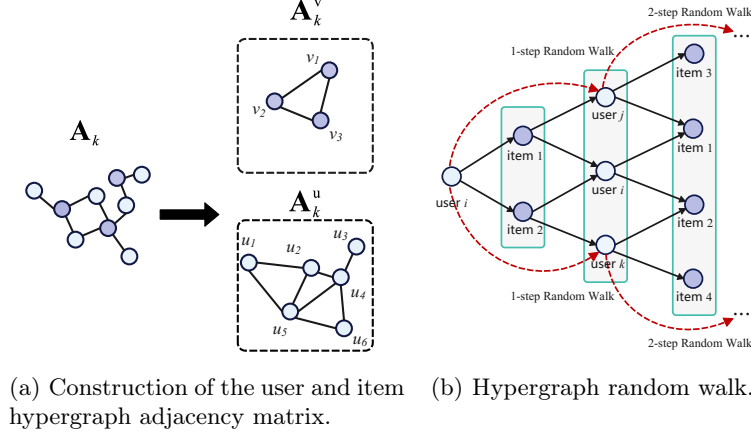 A_k^v
v_1
v_2
v_3
A_k
A_k^u
u_1
u_2
u_3
u_4
u_5
u_6
2-step Random Walk
...
1-step Random Walk
item 3
user j
item 1
item 1
user i
user i
item 2
item 2
user k
item 4
1-step Random Walk
...
2-step Random Walk
(a) Construction of the user and item
hypergraph adjacency matrix.
(b) Hypergraph random walk.